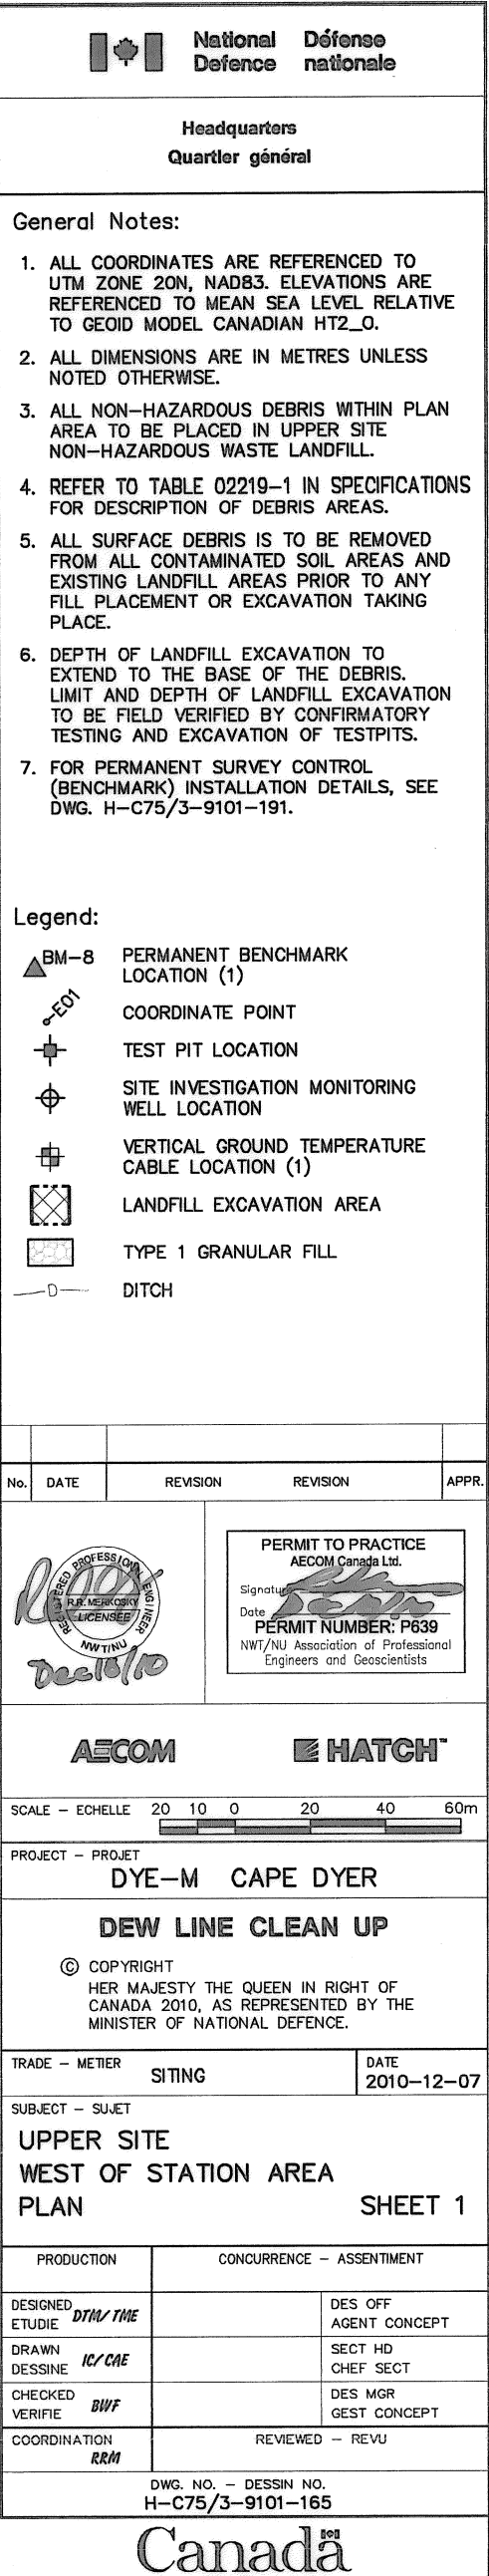 National Défense
Defence nationale
Headquarters
Quartier général
General Notes:
1. ALL COORDINATES ARE REFERENCED TO
UTM ZONE 20N, NAD83. ELEVATIONS ARE
REFERENCED TO MEAN SEA LEVEL RELATIVE
TO GEOID MODEL CANADIAN HT2_0.
2. ALL DIMENSIONS ARE IN METRES UNLESS
NOTED OTHERWISE.
3. ALL NON-HAZARDOUS DEBRIS WITHIN PLAN
AREA TO BE PLACED IN UPPER SITE
NON-HAZARDOUS WASTE LANDFILL.
4. REFER TO TABLE 02219-1 IN SPECIFICATIONS
FOR DESCRIPTION OF DEBRIS AREAS.
5. ALL SURFACE DEBRIS IS TO BE REMOVED
FROM ALL CONTAMINATED SOIL AREAS AND
EXISTING LANDFILL AREAS PRIOR TO ANY
FILL PLACEMENT OR EXCAVATION TAKING
PLACE.
6. DEPTH OF LANDFILL EXCAVATION TO
EXTEND TO THE BASE OF THE DEBRIS.
LIMIT AND DEPTH OF LANDFILL EXCAVATION
TO BE FIELD VERIFIED BY CONFIRMATORY
TESTING AND EXCAVATION OF TESTPITS.
7. FOR PERMANENT SURVEY CONTROL
(BENCHMARK) INSTALLATION DETAILS, SEE
DWG. H-C75/3-9101-191.
Legend:
BM-8 PERMANENT BENCHMARK
LOCATION (1)
E01 COORDINATE POINT
TEST PIT LOCATION
SITE INVESTIGATION MONITORING
WELL LOCATION
VERTICAL GROUND TEMPERATURE
CABLE LOCATION (1)
LANDFILL EXCAVATION AREA
TYPE 1 GRANULAR FILL
D DITCH
No. DATE REVISION REVISION APPR.
REGISTERED PROFESSIONAL ENGINEER
R.R. MERKOSKY
LICENSEE
NWT/NU
Dec 16/10
PERMIT TO PRACTICE
AECOM Canada Ltd.
Signature
Date
PERMIT NUMBER: P639
NWT/NU Association of Professional
Engineers and Geoscientists
AECOM HATCH™
SCALE - ECHELLE 20 10 0 20 40 60m
PROJECT - PROJET
DYE-M CAPE DYER
DEW LINE CLEAN UP
© COPYRIGHT
HER MAJESTY THE QUEEN IN RIGHT OF
CANADA 2010, AS REPRESENTED BY THE
MINISTER OF NATIONAL DEFENCE.
TRADE - METIER
SITING
DATE
2010-12-07
SUBJECT - SUJET
UPPER SITE
WEST OF STATION AREA
PLAN SHEET 1
PRODUCTION CONCURRENCE - ASSENTIMENT
DESIGNED
ETUDIE DTM/TME
DES OFF
AGENT CONCEPT
DRAWN
DESSINE IC/CAE
SECT HD
CHEF SECT
CHECKED
VERIFIE BWF
DES MGR
GEST CONCEPT
COORDINATION
RRM
REVIEWED - REVU
DWG. NO. - DESSIN NO.
H-C75/3-9101-165
Canada